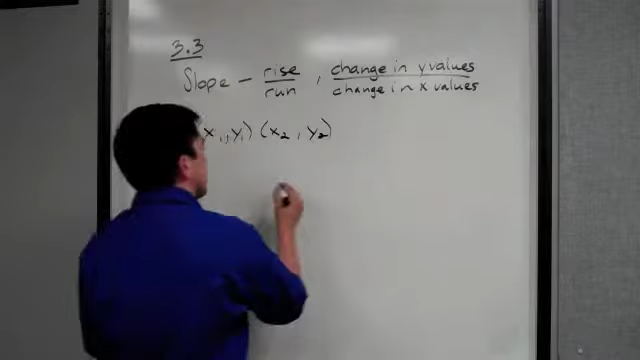 3.3
Slope – rise/run , change in y values/change in x values
x₁, y₁) (x₂, y₂)